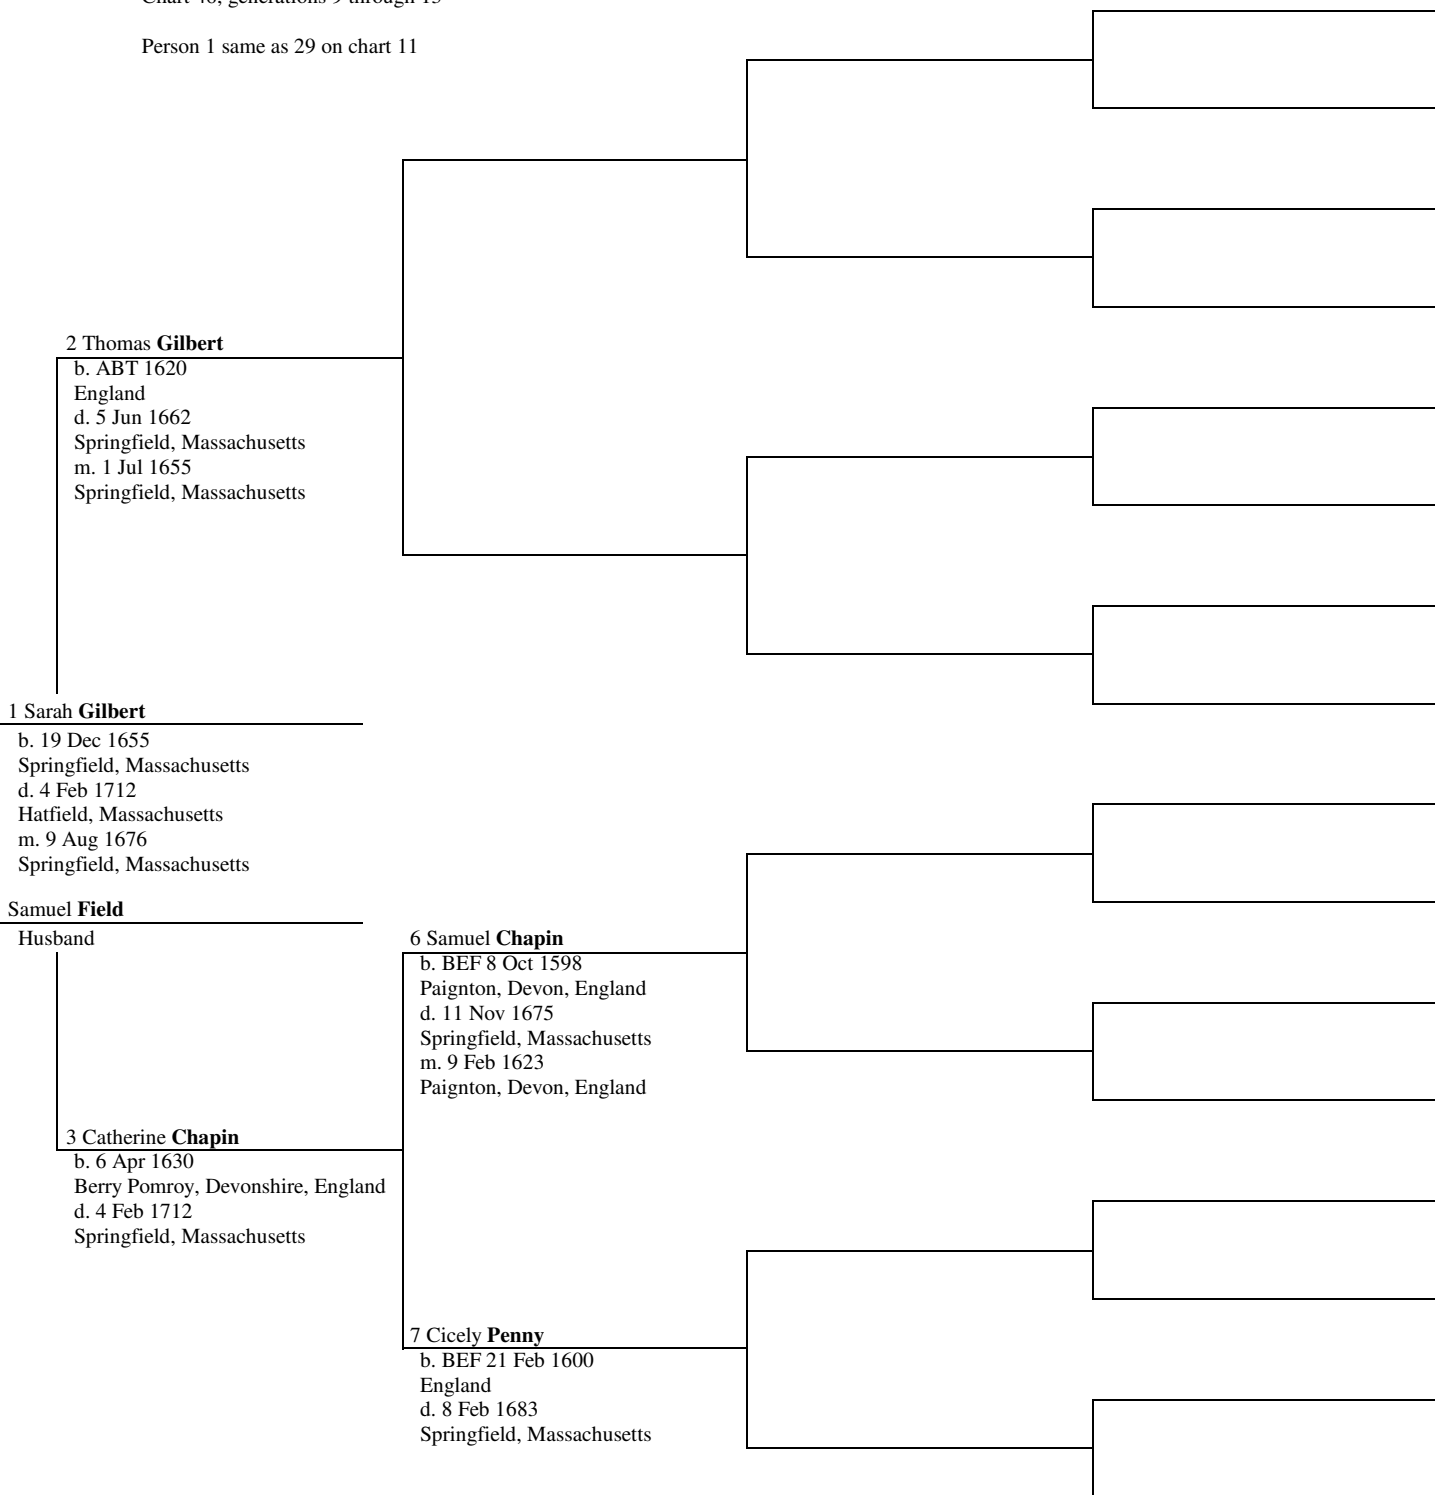 Person 1 same as 29 on chart 11
2 Thomas Gilbert
b. ABT 1620
England
d. 5 Jun 1662
Springfield, Massachusetts
m. 1 Jul 1655
Springfield, Massachusetts
1 Sarah Gilbert
b. 19 Dec 1655
Springfield, Massachusetts
d. 4 Feb 1712
Hatfield, Massachusetts
m. 9 Aug 1676
Springfield, Massachusetts
Samuel Field
Husband
6 Samuel Chapin
b. BEF 8 Oct 1598
Paignton, Devon, England
d. 11 Nov 1675
Springfield, Massachusetts
m. 9 Feb 1623
Paignton, Devon, England
3 Catherine Chapin
b. 6 Apr 1630
Berry Pomroy, Devonshire, England
d. 4 Feb 1712
Springfield, Massachusetts
7 Cicely Penny
b. BEF 21 Feb 1600
England
d. 8 Feb 1683
Springfield, Massachusetts